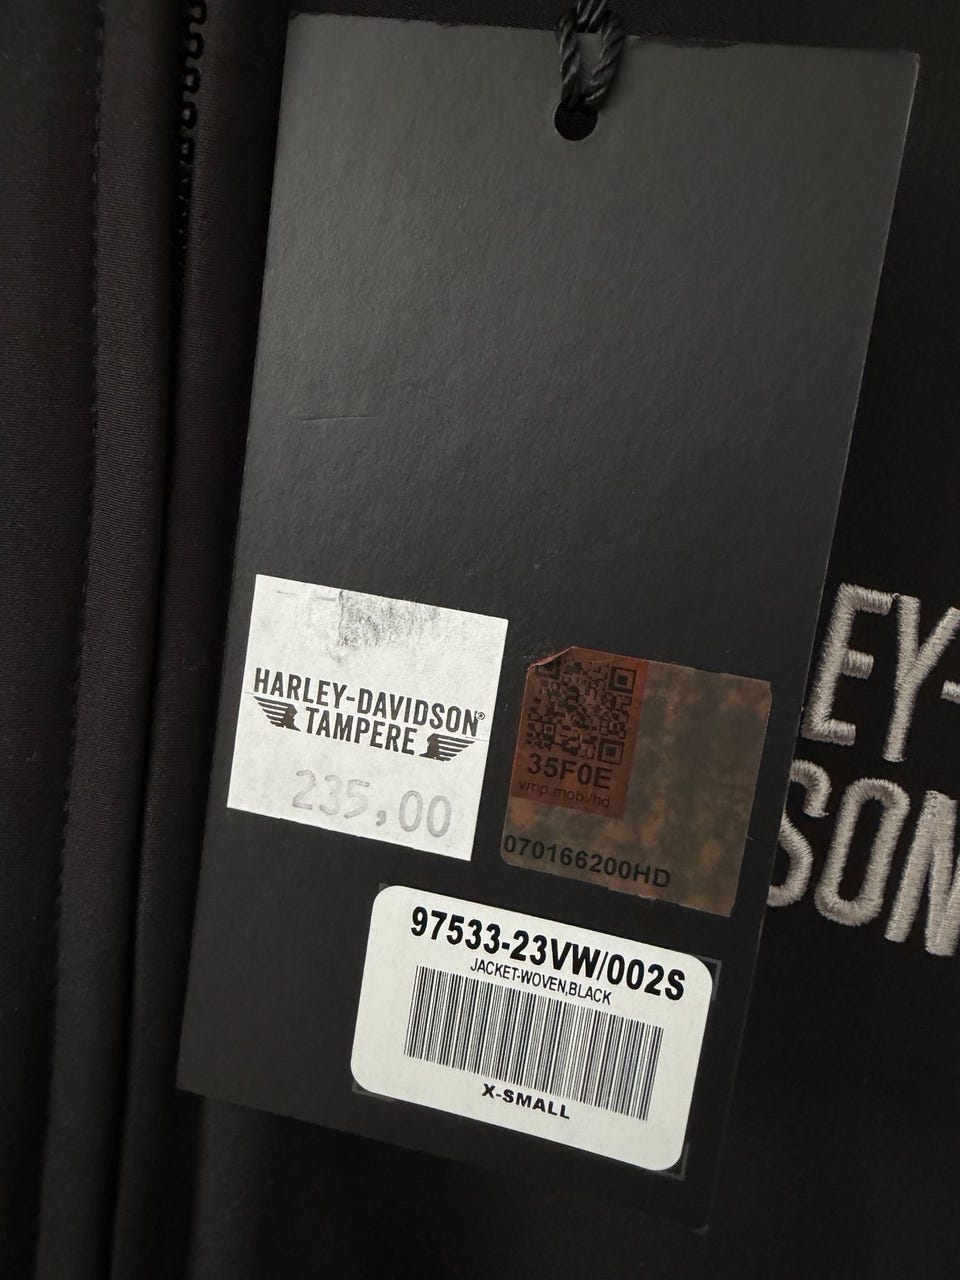 HARLEY-DAVIDSON®
TAMPERE
235,00
35F0E
vmp.mobi/hd
070166200HD
97533-23VW/002S
JACKET-WOVEN,BLACK
X-SMALL
EY-
SON